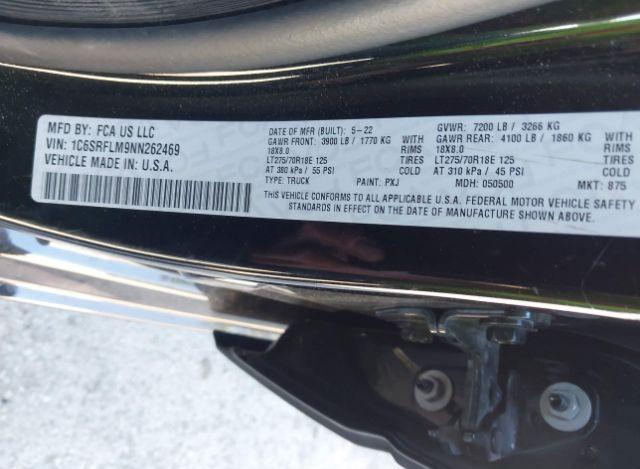 MFD BY: FCA US LLC
VIN: 1C6SRFLM9NN262469
VEHICLE MADE IN U.S.A.
DATE OF MFR (BUILT): 5-22
GAWR FRONT: 3900 LB / 1770 KG
18X8.0 RIMS
LT275/70R18E 125 TIRES
AT 380 kPa / 55 PSI COLD
TYPE: TRUCK PAINT: PXJ
GVWR: 7200 LB / 3266 KG
GAWR REAR: 4100 LB / 1860 KG
WITH 18X8.0 RIMS
LT275/70R18E 125 TIRES
AT 310 kPa / 45 PSI COLD
MDH: 050500 MKT: 875
THIS VEHICLE CONFORMS TO ALL APPLICABLE U.S.A. FEDERAL MOTOR VEHICLE SAFETY
STANDARDS IN EFFECT ON THE DATE OF MANUFACTURE SHOWN ABOVE.